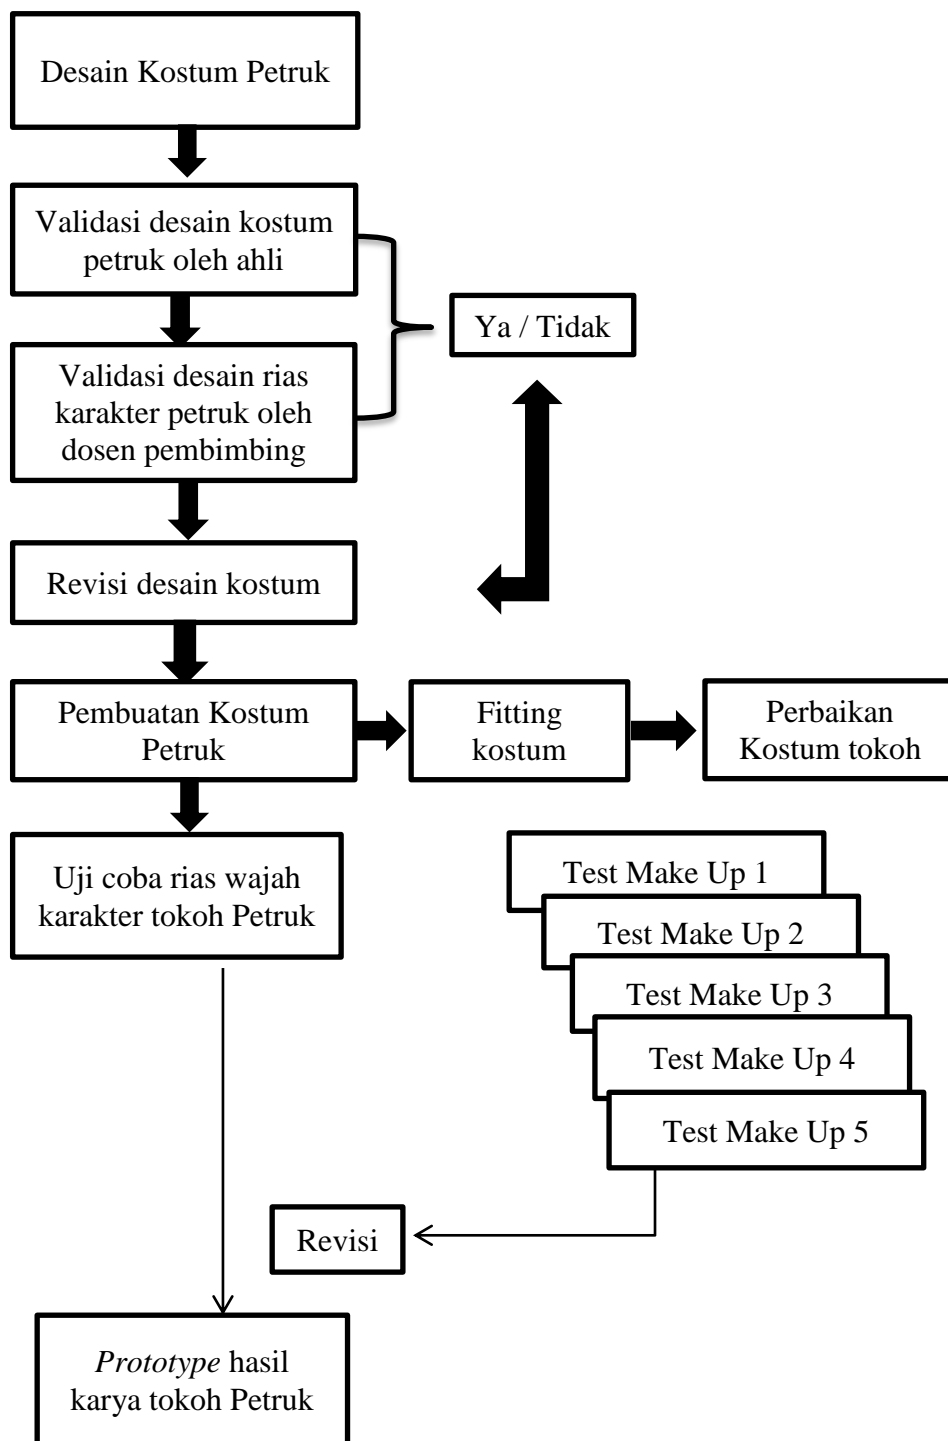 Desain Kostum Petruk
Validasi desain kostum
petruk oleh ahli
Ya / Tidak
Validasi desain rias
karakter petruk oleh
dosen pembimbing
Revisi desain kostum
Pembuatan Kostum
Petruk
Fitting
kostum
Perbaikan
Kostum tokoh
Uji coba rias wajah
karakter tokoh Petruk
Test Make Up 1
Test Make Up 2
Test Make Up 3
Test Make Up 4
Test Make Up 5
Revisi
Prototype hasil
karya tokoh Petruk